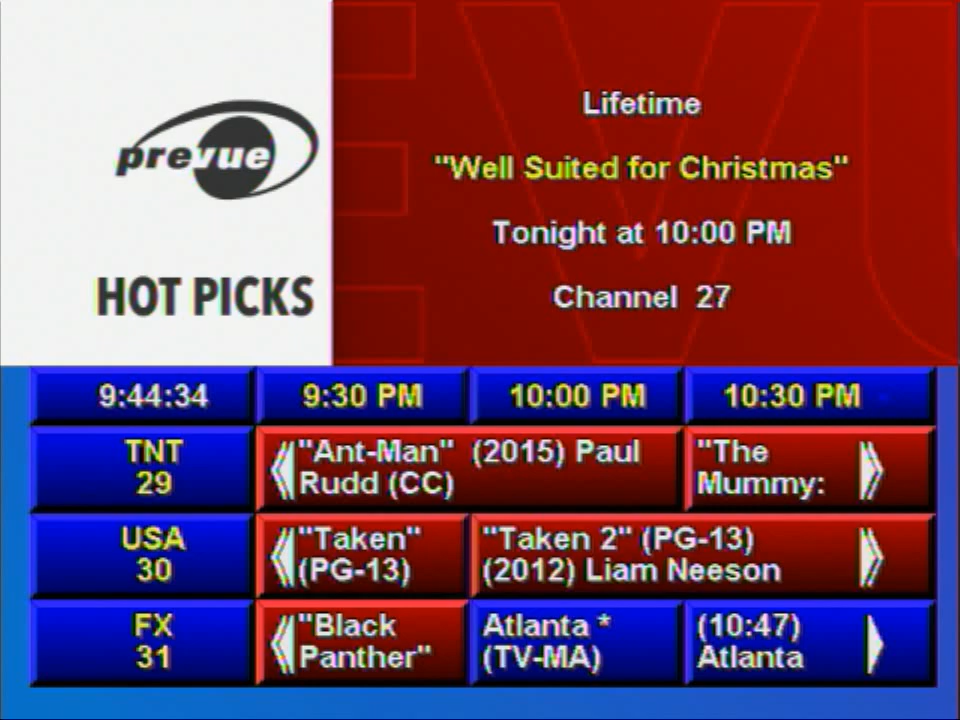 prevue
HOT PICKS
Lifetime
"Well Suited for Christmas"
Tonight at 10:00 PM
Channel 27
9:44:34
9:30 PM
10:00 PM
10:30 PM
TNT
29
"Ant-Man" (2015) Paul
Rudd (CC)
"The
Mummy:
USA
30
"Taken"
(PG-13)
"Taken 2" (PG-13)
(2012) Liam Neeson
FX
31
"Black
Panther"
Atlanta *
(TV-MA)
(10:47)
Atlanta